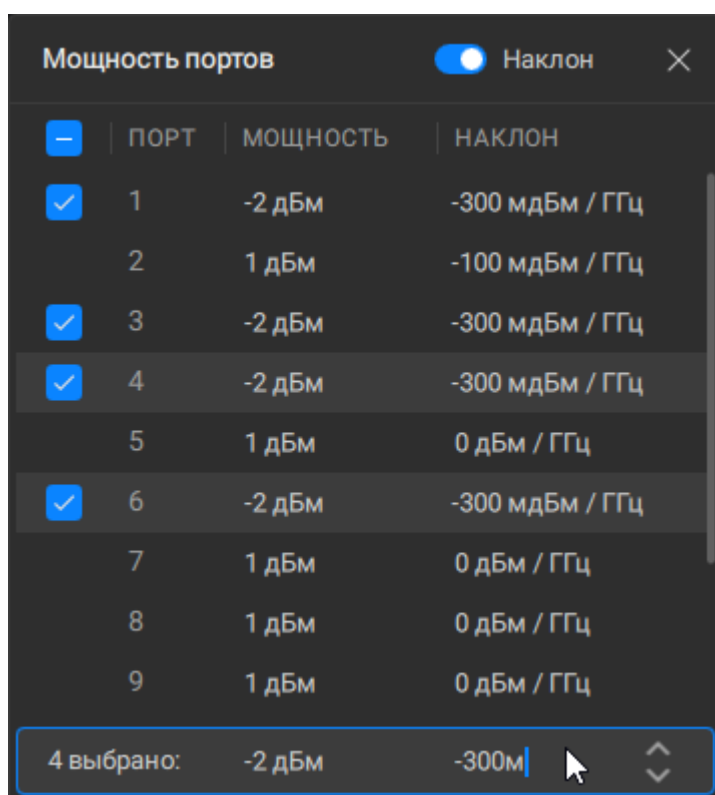 Мощность портов Наклон
ПОРТ МОЩНОСТЬ НАКЛОН
1 -2 дБм -300 мдБм / ГГц
2 1 дБм -100 мдБм / ГГц
3 -2 дБм -300 мдБм / ГГц
4 -2 дБм -300 мдБм / ГГц
5 1 дБм 0 дБм / ГГц
6 -2 дБм -300 мдБм / ГГц
7 1 дБм 0 дБм / ГГц
8 1 дБм 0 дБм / ГГц
9 1 дБм 0 дБм / ГГц
4 выбрано: -2 дБм -300м